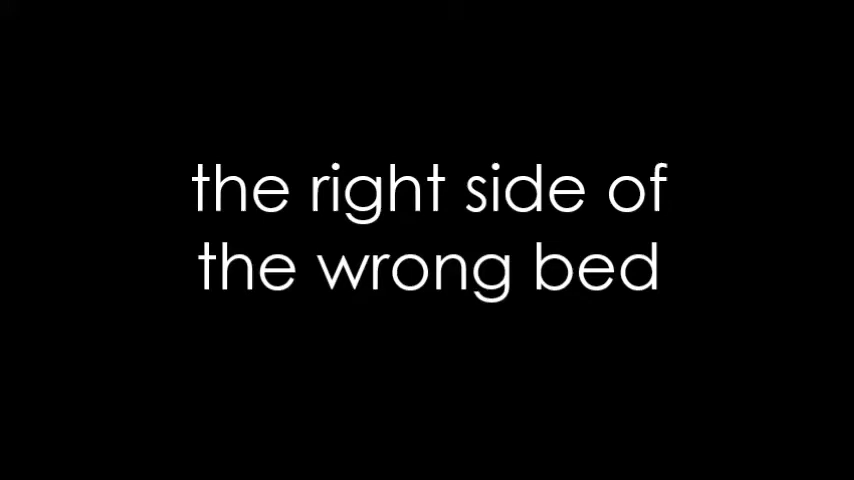 the right side of
the wrong bed